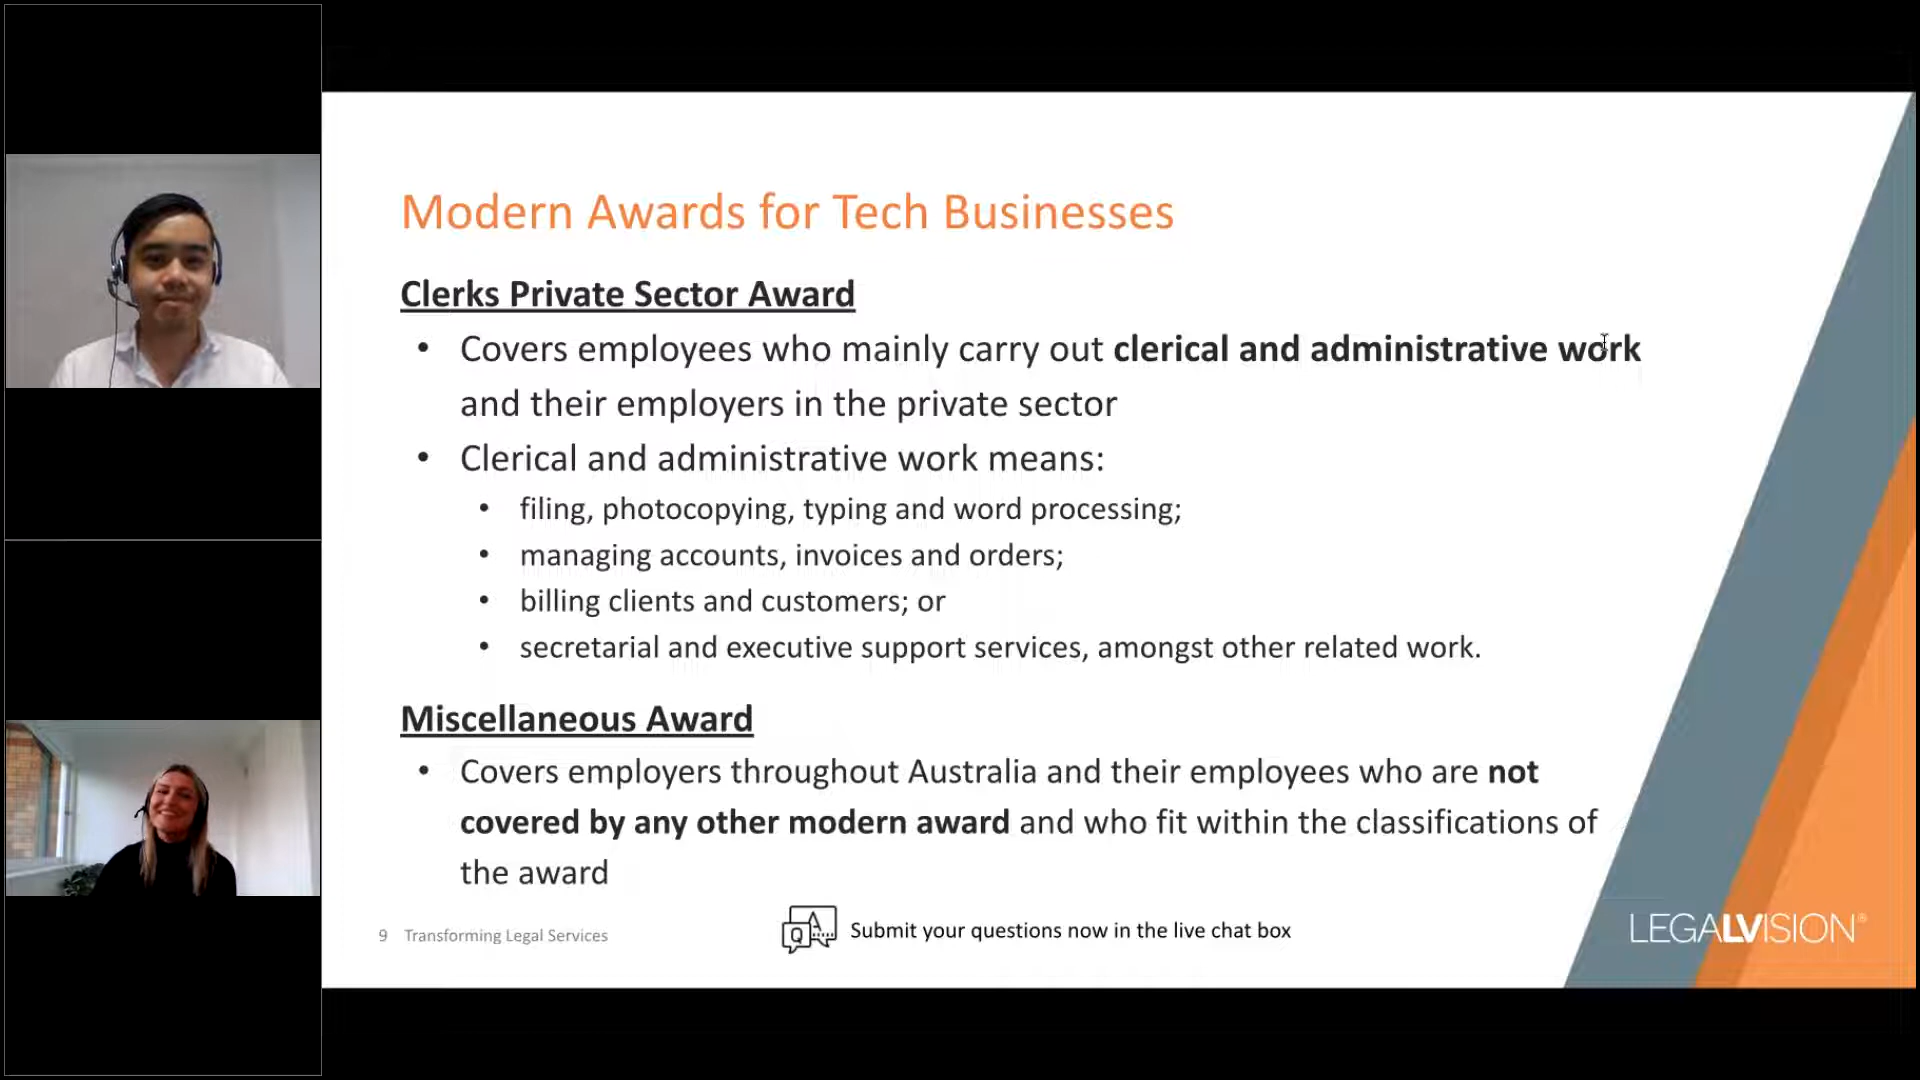 Modern Awards for Tech Businesses
Clerks Private Sector Award
• Covers employees who mainly carry out clerical and administrative work
and their employers in the private sector
• Clerical and administrative work means:
• filing, photocopying, typing and word processing;
• managing accounts, invoices and orders;
• billing clients and customers; or
• secretarial and executive support services, amongst other related work.
Miscellaneous Award
• Covers employers throughout Australia and their employees who are not
covered by any other modern award and who fit within the classifications of
the award
9 Transforming Legal Services
Q A Submit your questions now in the live chat box
LEGALVISION®